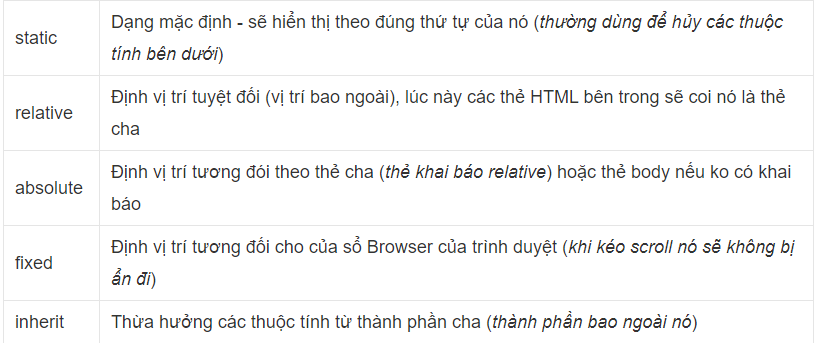 static
Dạng mặc định - sẽ hiển thị theo đúng thứ tự của nó (thường dùng để hủy các thuộc
tính bên dưới)
relative
Định vị trí tuyệt đối (vị trí bao ngoài), lúc này các thẻ HTML bên trong sẽ coi nó là thẻ
cha
absolute
Định vị trí tương đói theo thẻ cha (thẻ khai báo relative) hoặc thẻ body nếu ko có khai
báo
fixed
Định vị trí tương đối cho của sổ Browser của trình duyệt (khi kéo scroll nó sẽ không bị
ẩn đi)
inherit
Thừa hưởng các thuộc tính từ thành phần cha (thành phần bao ngoài nó)